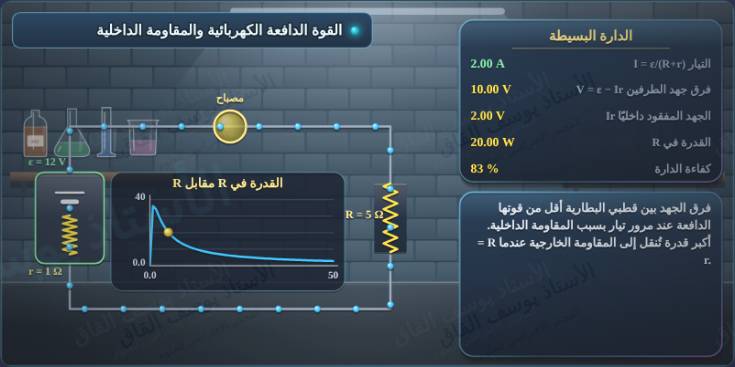 القوة الدافعة الكهربائية والمقاومة الداخلية
الدارة البسيطة
التيار I = ε/(R+r) 2.00 A
فرق جهد الطرفين V = ε − Ir 10.00 V
الجهد المفقود داخليًا Ir 2.00 V
القدرة في R 20.00 W
كفاءة الدارة 83 %
فرق الجهد بين قطبي البطارية أقل من قوتها
الدافعة عند مرور تيار بسبب المقاومة الداخلية.
أكبر قدرة تُنقل إلى المقاومة الخارجية عندما R =
r.
مصباح
ε = 12 V
r = 1 Ω
R = 5 Ω
القدرة في R مقابل R
40
0.0
0.0
50
الأستاذ يوسف القاق